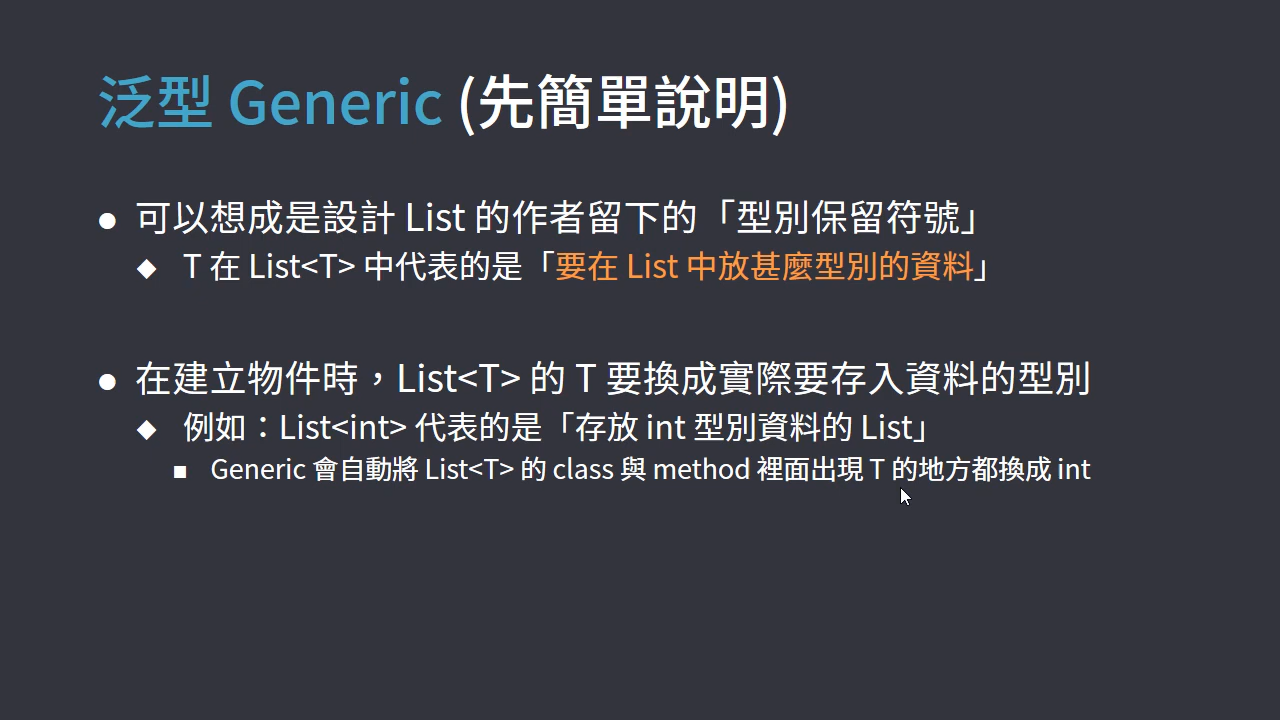 泛型 Generic (先簡單說明)
● 可以想成是設計 List 的作者留下的「型別保留符號」
◆ T 在 List<T> 中代表的是「要在 List 中放甚麼型別的資料」
● 在建立物件時，List<T> 的 T 要換成實際要存入資料的型別
◆ 例如：List<int> 代表的是「存放 int 型別資料的 List」
■ Generic 會自動將 List<T> 的 class 與 method 裡面出現 T 的地方都換成 int